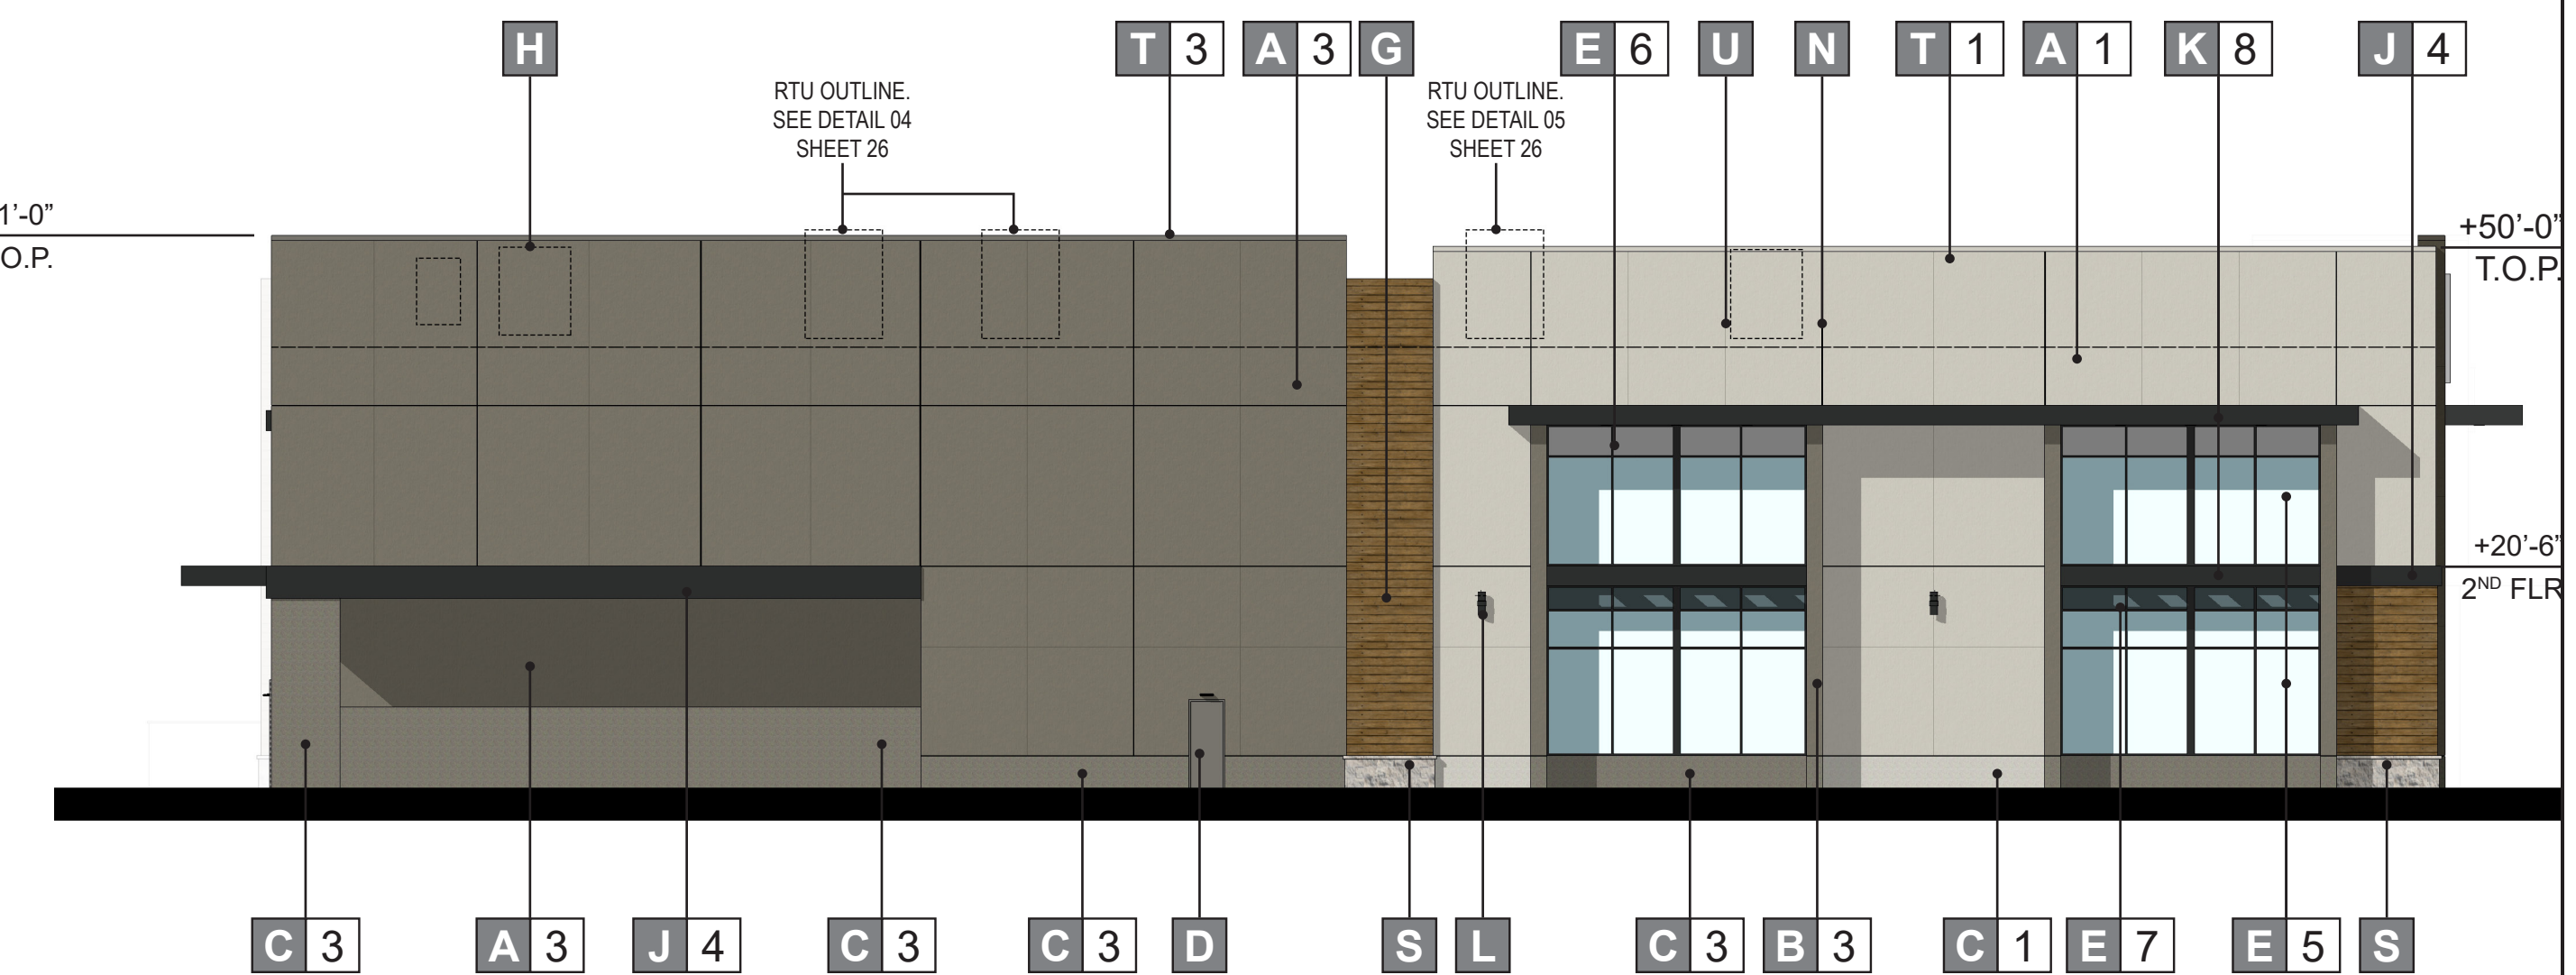 H
T 3
A 3
G
E 6
U
N
T 1
A 1
K 8
J 4
RTU OUTLINE.
SEE DETAIL 04
SHEET 26
RTU OUTLINE.
SEE DETAIL 05
SHEET 26
1’-0”
O.P.
+50’-0”
T.O.P.
+20’-6”
2ND FLR
C 3
A 3
J 4
C 3
C 3
D
S
L
C 3
B 3
C 1
E 7
E 5
S